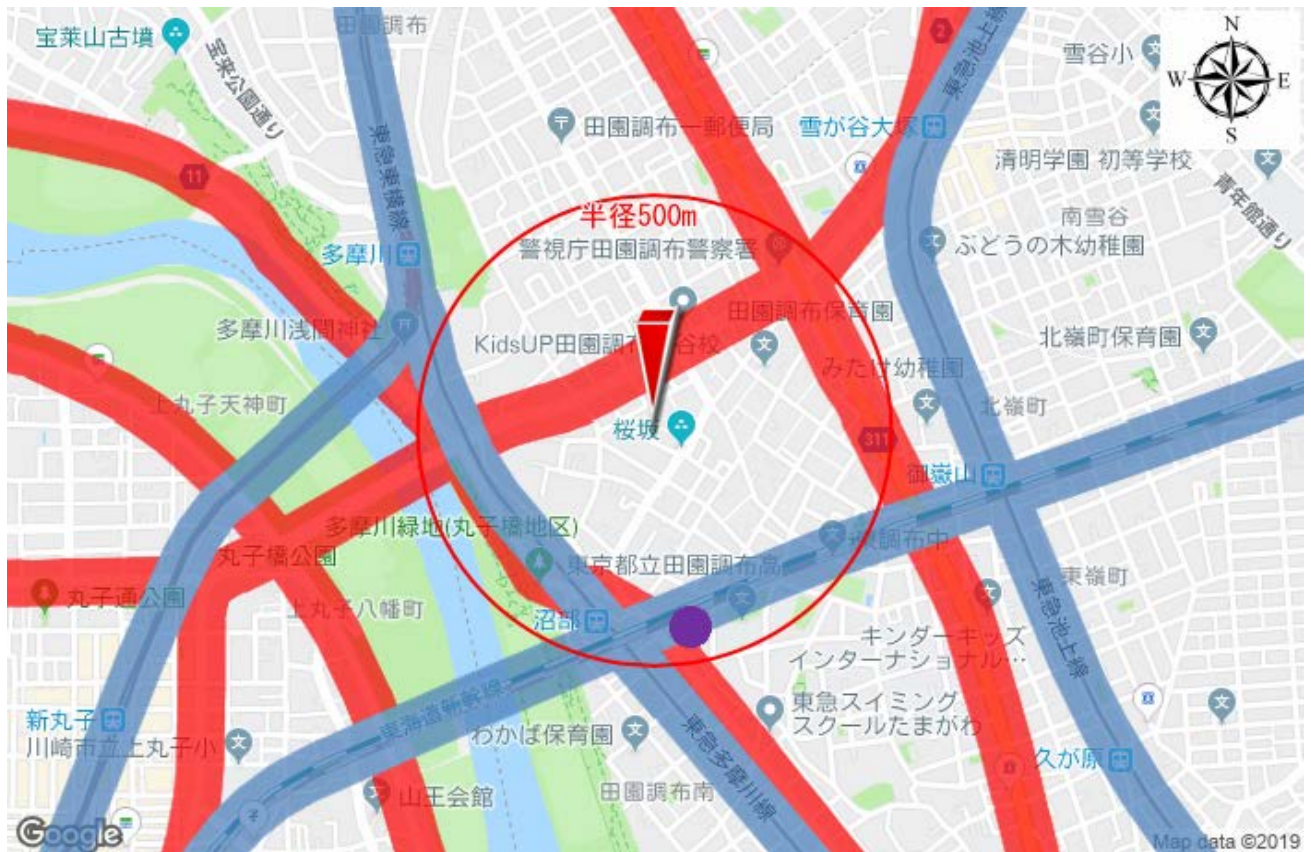 宝莱山古墳
田園調布
2
東急池上線
雪谷小
N
W
E
S
宝来公園通り
田園調布一郵便局
雪が谷大塚
清明学園 初等学校
11
東急東横線
青年館通り
南雪谷
半径500m
警視庁田園調布警察署
ぶどうの木幼稚園
多摩川
田園調布保育園
多摩川浅間神社
北嶺町保育園
KidsUP田園調
谷校
みたけ幼稚園
上丸子天神町
北嶺町
桜坂
311
御嶽山
多摩川緑地(丸子橋地区)
調布中
丸子橋公園
東京都立田園調布高
東嶺町
丸子通公園
上丸子八幡町
沼部
東急池上線
キンダーキッズ
インターナショナル…
東海道新幹線
東急スイミング
スクールたまがわ
新丸子
川崎市立上丸子小
わかば保育園
東急多摩川線
久が原
山王会館
田園調布南
Google
Map data ©2019